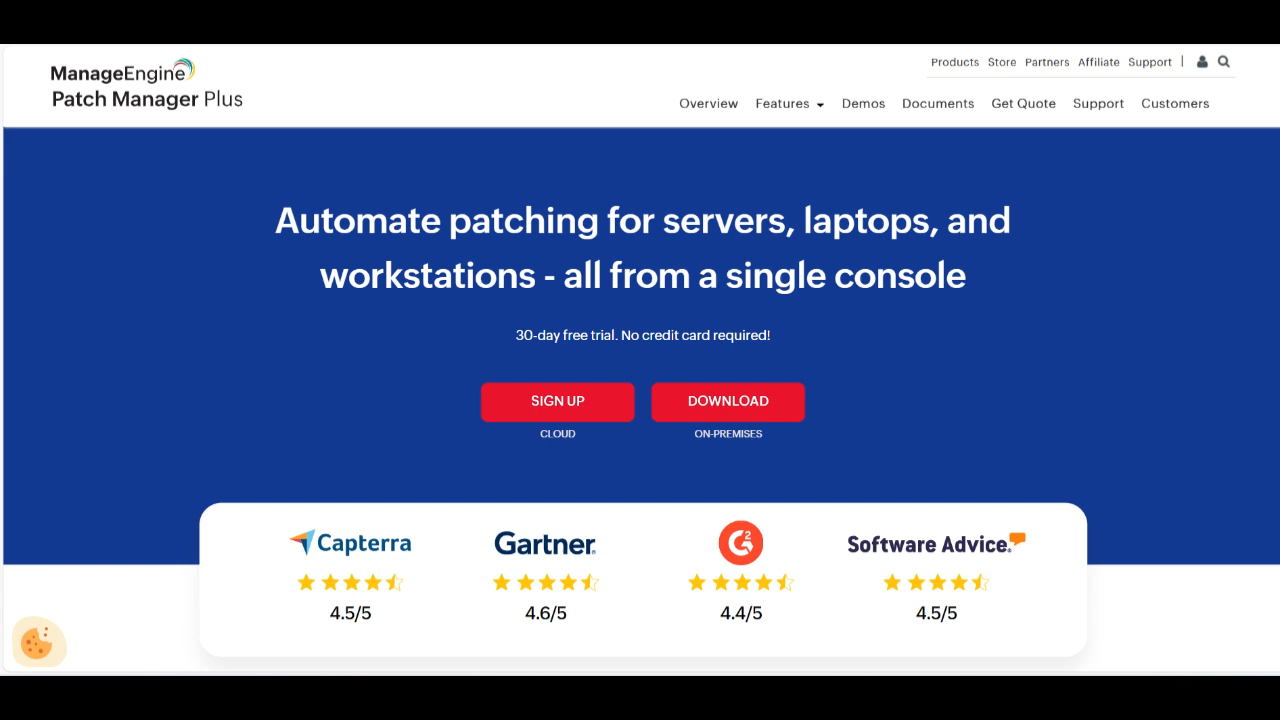 ManageEngine
Patch Manager Plus
Products Store Partners Affiliate Support |
Overview Features Demos Documents Get Quote Support Customers
Automate patching for servers, laptops, and
workstations - all from a single console
30-day free trial. No credit card required!
SIGN UP DOWNLOAD
CLOUD ON-PREMISES
Capterra Gartner. G2 Software Advice.
4.5/5 4.6/5 4.4/5 4.5/5